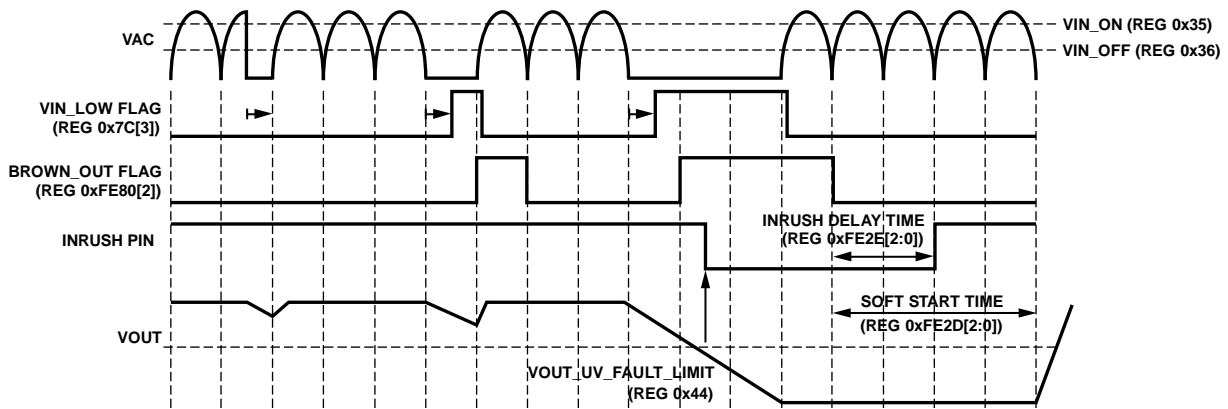 VAC
VIN_ON (REG 0x35)
VIN_OFF (REG 0x36)
VIN_LOW FLAG
(REG 0x7C[3])
BROWN_OUT FLAG
(REG 0xFE80[2])
INRUSH PIN
INRUSH DELAY TIME
(REG 0xFE2E[2:0])
SOFT START TIME
(REG 0xFE2D[2:0])
VOUT
VOUT_UV_FAULT_LIMIT
(REG 0x44)